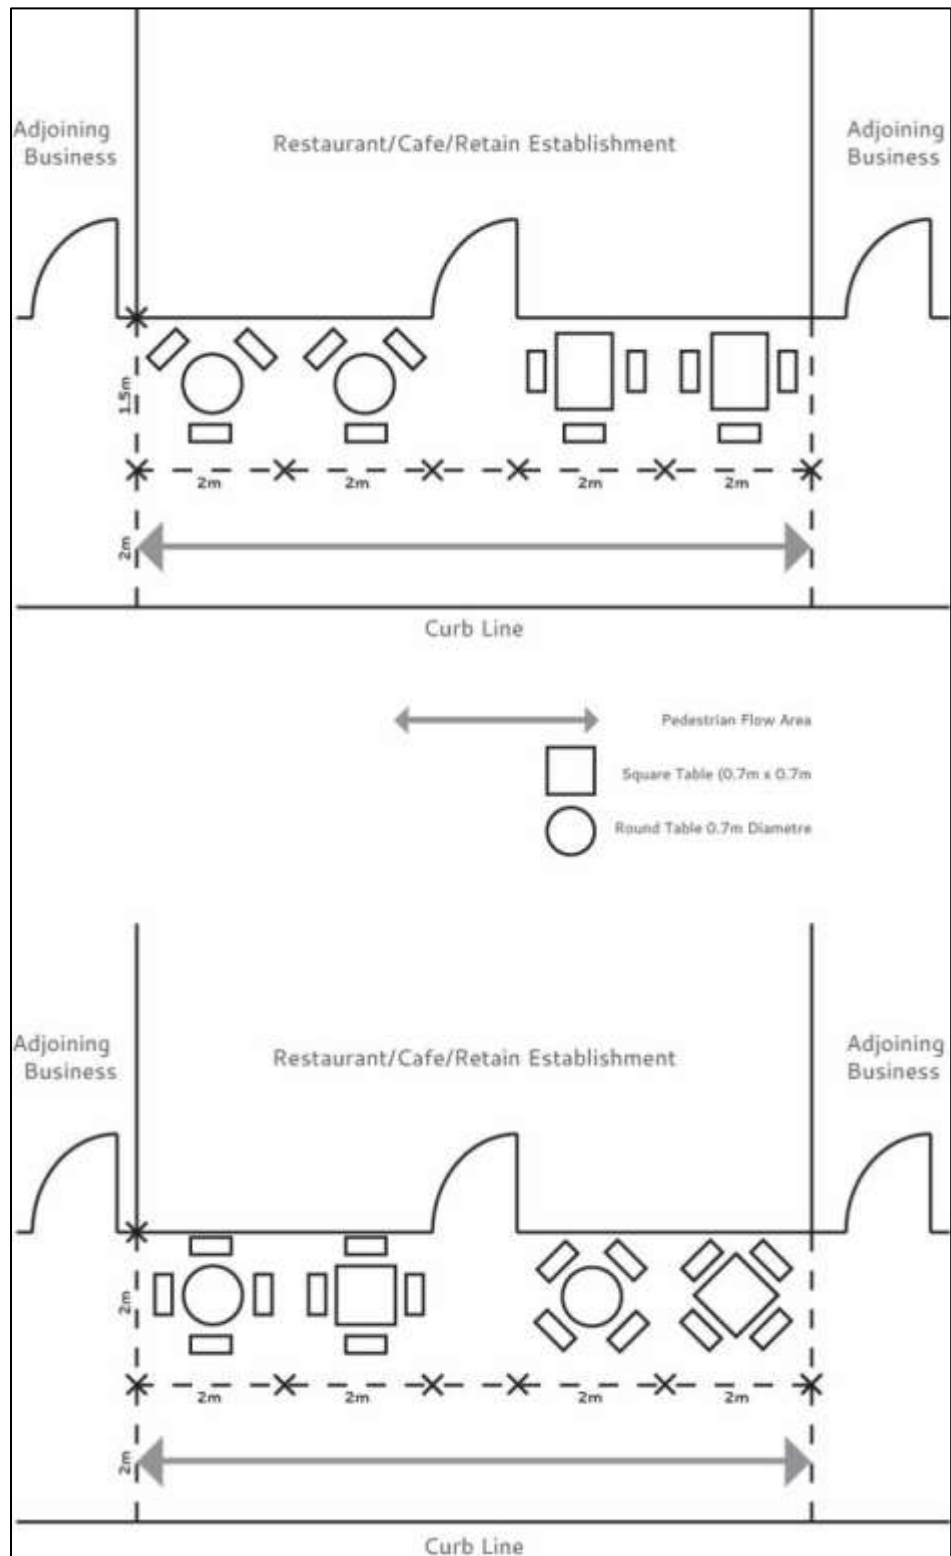 Adjoining
Business
Restaurant/Cafe/Retain Establishment
Adjoining
Business
1.5m
2m
2m
2m
2m
2m
Curb Line
Pedestrian Flow Area
Square Table (0.7m x 0.7m
Round Table 0.7m Diametre
Adjoining
Business
Restaurant/Cafe/Retain Establishment
Adjoining
Business
2m
2m
2m
2m
2m
2m
Curb Line